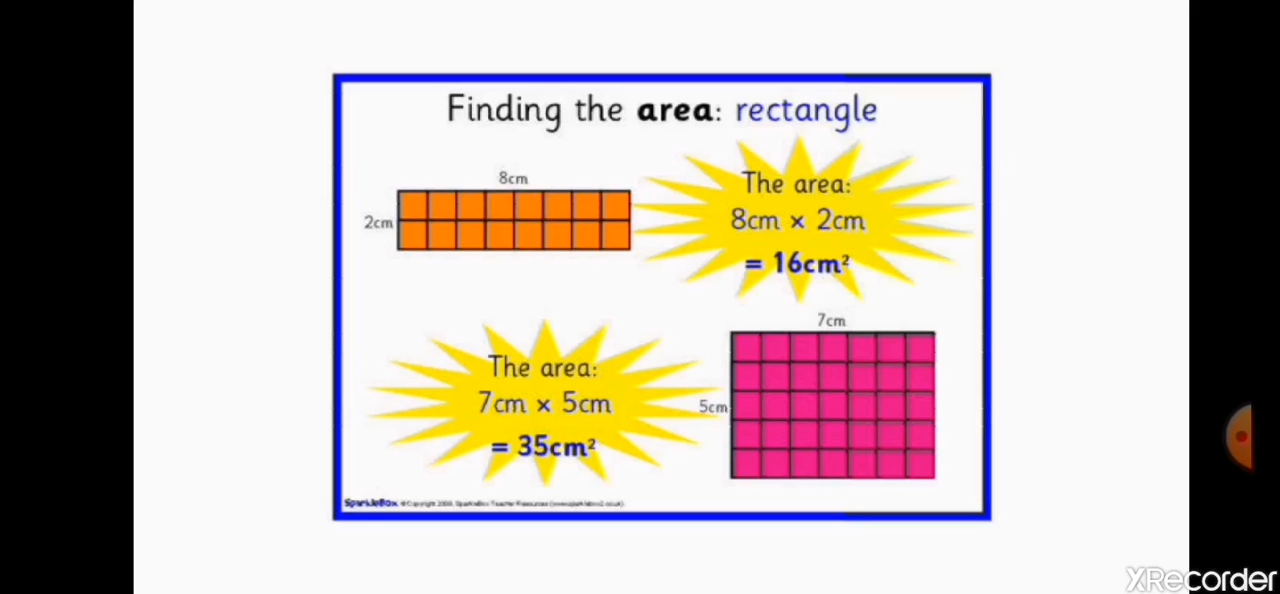 Finding the area: rectangle
8cm
2cm
The area:
8cm × 2cm
= 16cm²
7cm
5cm
The area:
7cm × 5cm
= 35cm²
SparkleBox
XRecorder